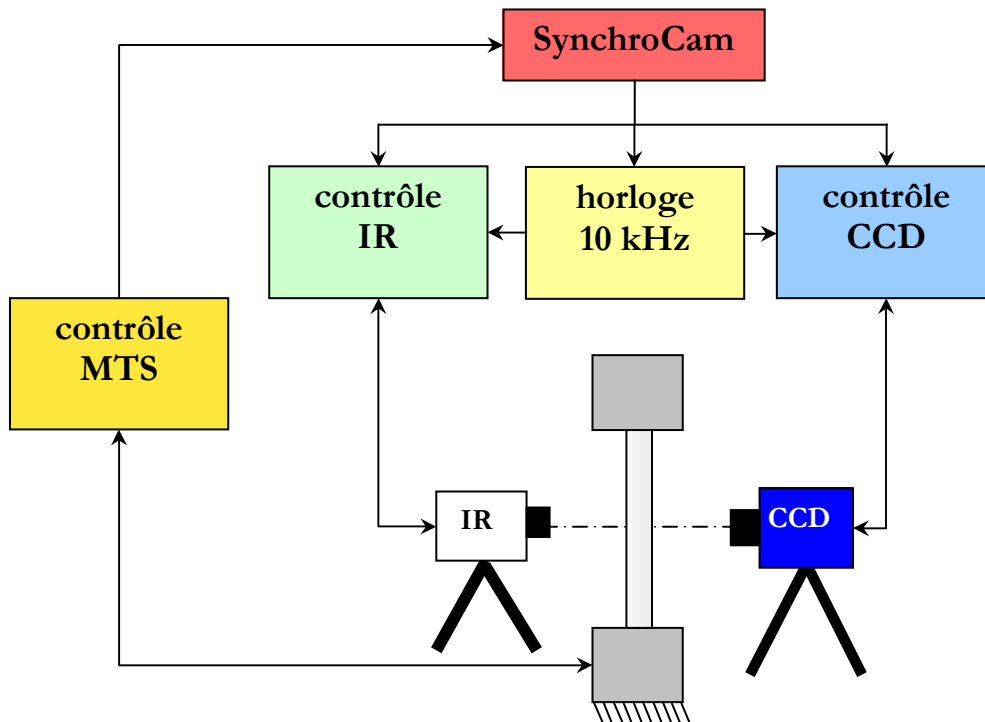 SynchroCam
contrôle
IR
horloge
10 kHz
contrôle
CCD
contrôle
MTS
IR
CCD